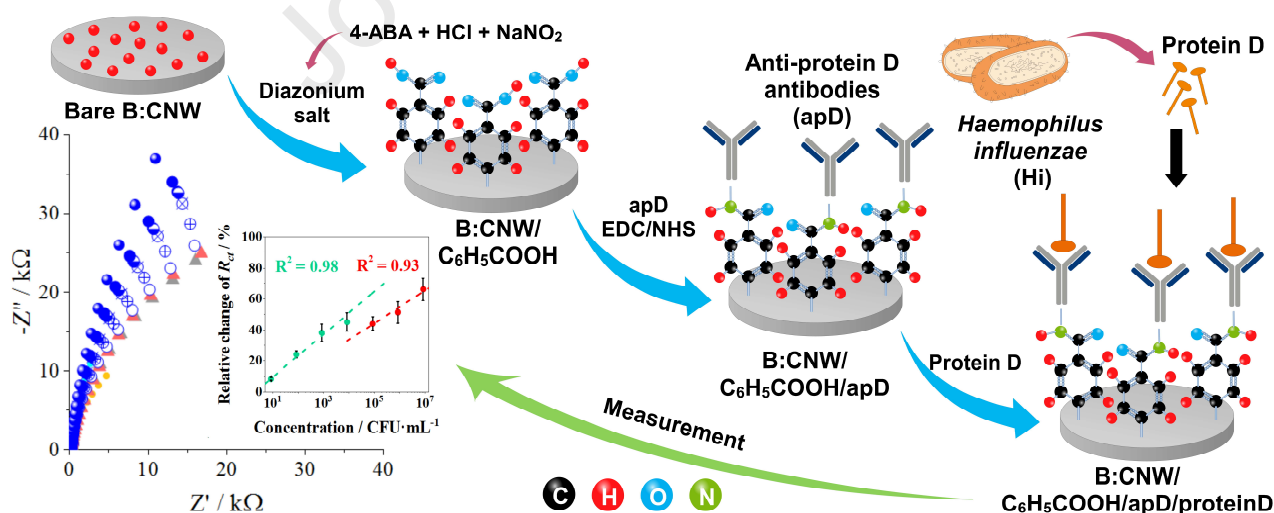 Jo
4-ABA + HCl + NaNO₂
Diazonium
salt
Bare B:CNW
B:CNW/
C₆H₅COOH
apD
EDC/NHS
Anti-protein D
antibodies
(apD)
B:CNW/
C₆H₅COOH/apD
Protein D
Haemophilus
influenzae
(Hi)
Protein D
B:CNW/
C₆H₅COOH/apD/proteinD
Measurement
C H O N
-Z'' / kΩ
40
30
20
10
0
0 10 20 30 40
Z' / kΩ
Relative change of Rct / %
100
80
60
40
20
0
R² = 0.98 R² = 0.93
10¹ 10³ 10⁵ 10⁷
Concentration / CFU·mL⁻¹